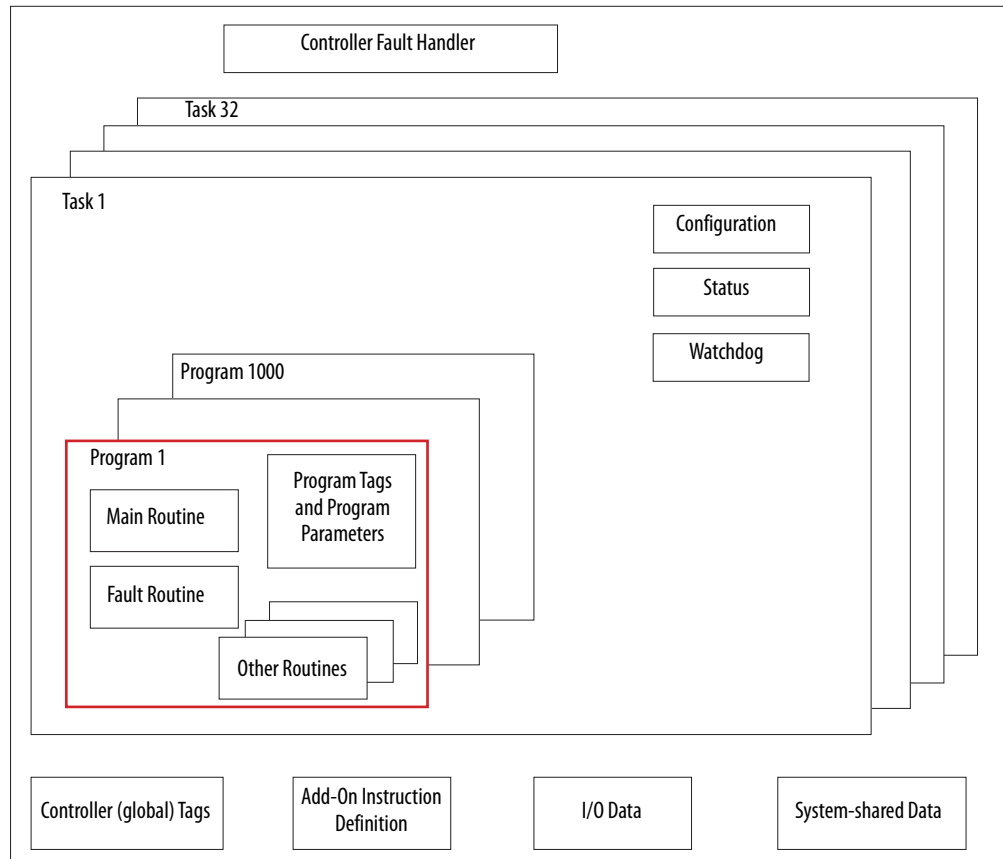 Controller Fault Handler
Task 32
Task 1
Configuration
Status
Watchdog
Program 1000
Program 1
Main Routine
Fault Routine
Program Tags
and Program
Parameters
Other Routines
Controller (global) Tags
Add-On Instruction
Definition
I/O Data
System-shared Data